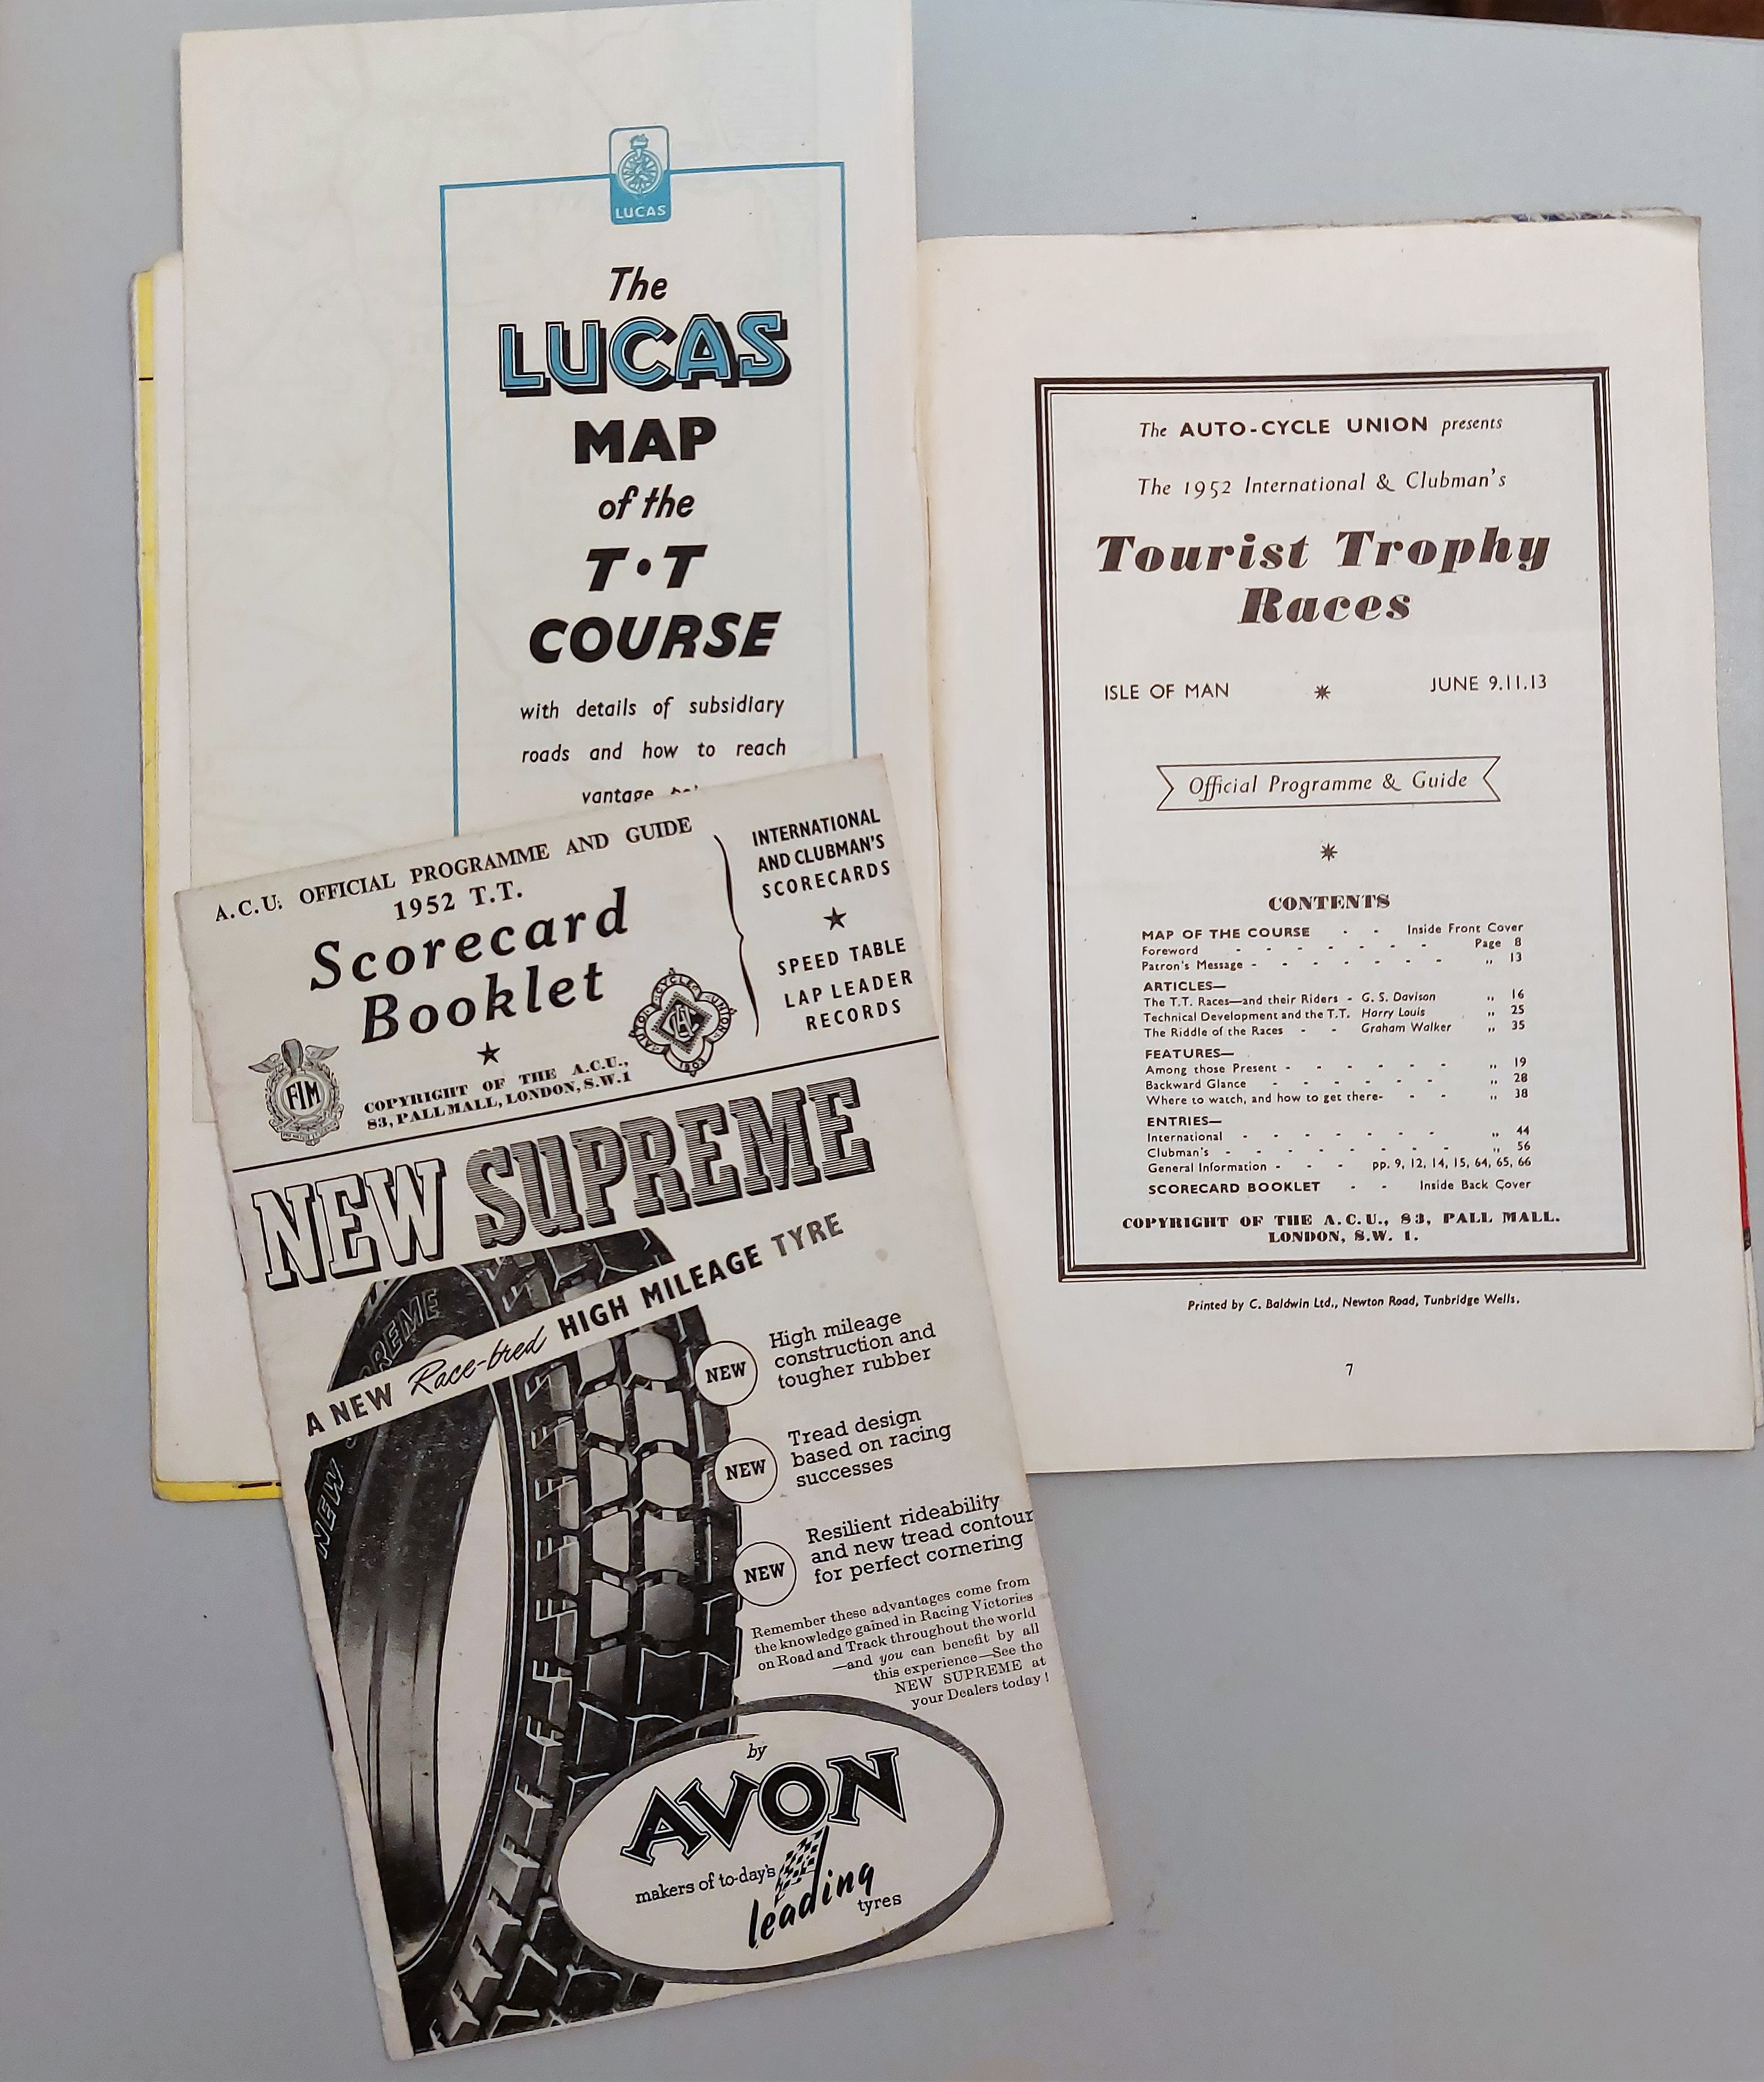 LUCAS
The
LUCAS
MAP
of the
T·T
COURSE
with details of subsidiary
roads and how to reach
vantage
A.C.U. OFFICIAL PROGRAMME AND GUIDE
1952 T.T.
Scorecard
Booklet
★
COPYRIGHT OF THE A.C.U.,
83, PALL MALL, LONDON, S.W.1
FIM
AUTO CYCLE UNION
1903
ACU
INTERNATIONAL
AND CLUBMAN'S
SCORECARDS
★
SPEED TABLE
LAP LEADER
RECORDS
NEW SUPREME
A NEW Race-bred HIGH MILEAGE TYRE
NEW
High mileage
construction and
tougher rubber
NEW
Tread design
based on racing
successes
NEW
Resilient rideability
and new tread contour
for perfect cornering
Remember these advantages come from
the knowledge gained in Racing Victories
on Road and Track throughout the world
—and you can benefit by all
this experience—See the
NEW SUPREME at
your Dealers today !
by
AVON
makers of to-day's
leading
tyres
NEW
The AUTO-CYCLE UNION presents
The 1952 International & Clubman's
Tourist Trophy
Races
ISLE OF MAN * JUNE 9.11.13
Official Programme & Guide
*
CONTENTS
MAP OF THE COURSE - - Inside Front Cover
Foreword - - - - - - - Page 8
Patron's Message - - - - - - - „ 13
ARTICLES—
The T.T. Races—and their Riders - G. S. Davison „ 16
Technical Development and the T.T. Harry Louis „ 25
The Riddle of the Races - - Graham Walker „ 35
FEATURES—
Among those Present - - - - - - „ 19
Backward Glance - - - - - - „ 28
Where to watch, and how to get there- - - „ 38
ENTRIES—
International - - - - - - - „ 44
Clubman's - - - - - - - - „ 56
General Information - - - pp. 9, 12, 14, 15, 64, 65, 66
SCORECARD BOOKLET - - Inside Back Cover
COPYRIGHT OF THE A.C.U., 83, PALL MALL.
LONDON, S.W. 1.
Printed by C. Baldwin Ltd., Newton Road, Tunbridge Wells.
7